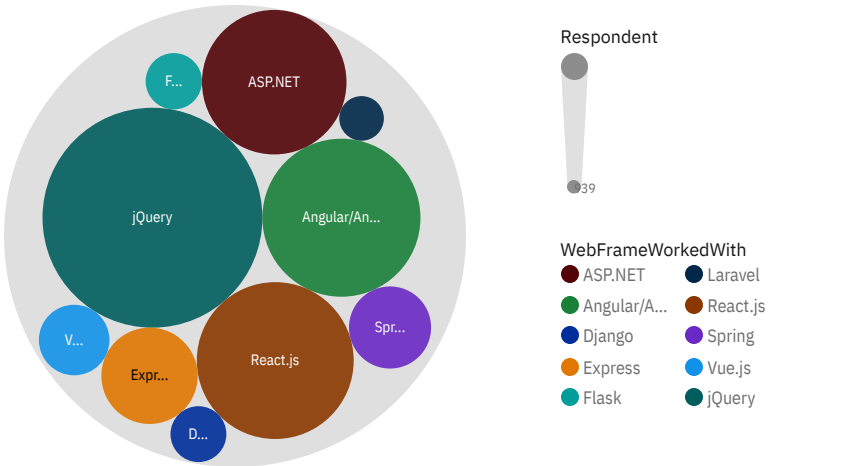 F...
ASP.NET
jQuery
Angular/An...
V...
Expr...
React.js
Spr...
D...
Respondent
939
WebFrameWorkedWith
ASP.NET
Laravel
Angular/A...
React.js
Django
Spring
Express
Vue.js
Flask
jQuery